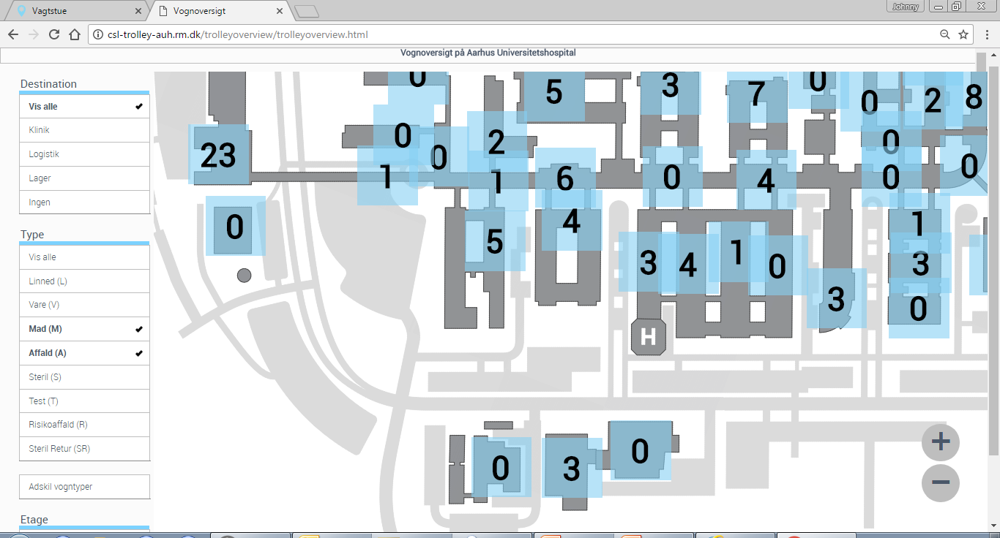 Vagtstue
Vognoversigt
Johnny
csl-trolley-auh.rm.dk/trolleyoverview/trolleyoverview.html
Vognoversigt på Aarhus Universitetshospital
Destination
Vis alle
Klinik
Logistik
Lager
Ingen
Type
Vis alle
Linned (L)
Vare (V)
Mad (M)
Affald (A)
Steril (S)
Test (T)
Risikoaffald (R)
Steril Retur (SR)
Adskil vogntyper
Etage
0 5 3 7 0 0 2 8
23 0 0 2 0
1 1 6 0 4 0 0
0 5 4 1
3 4 1 0 3
3 0
H
0 3 0
+
−